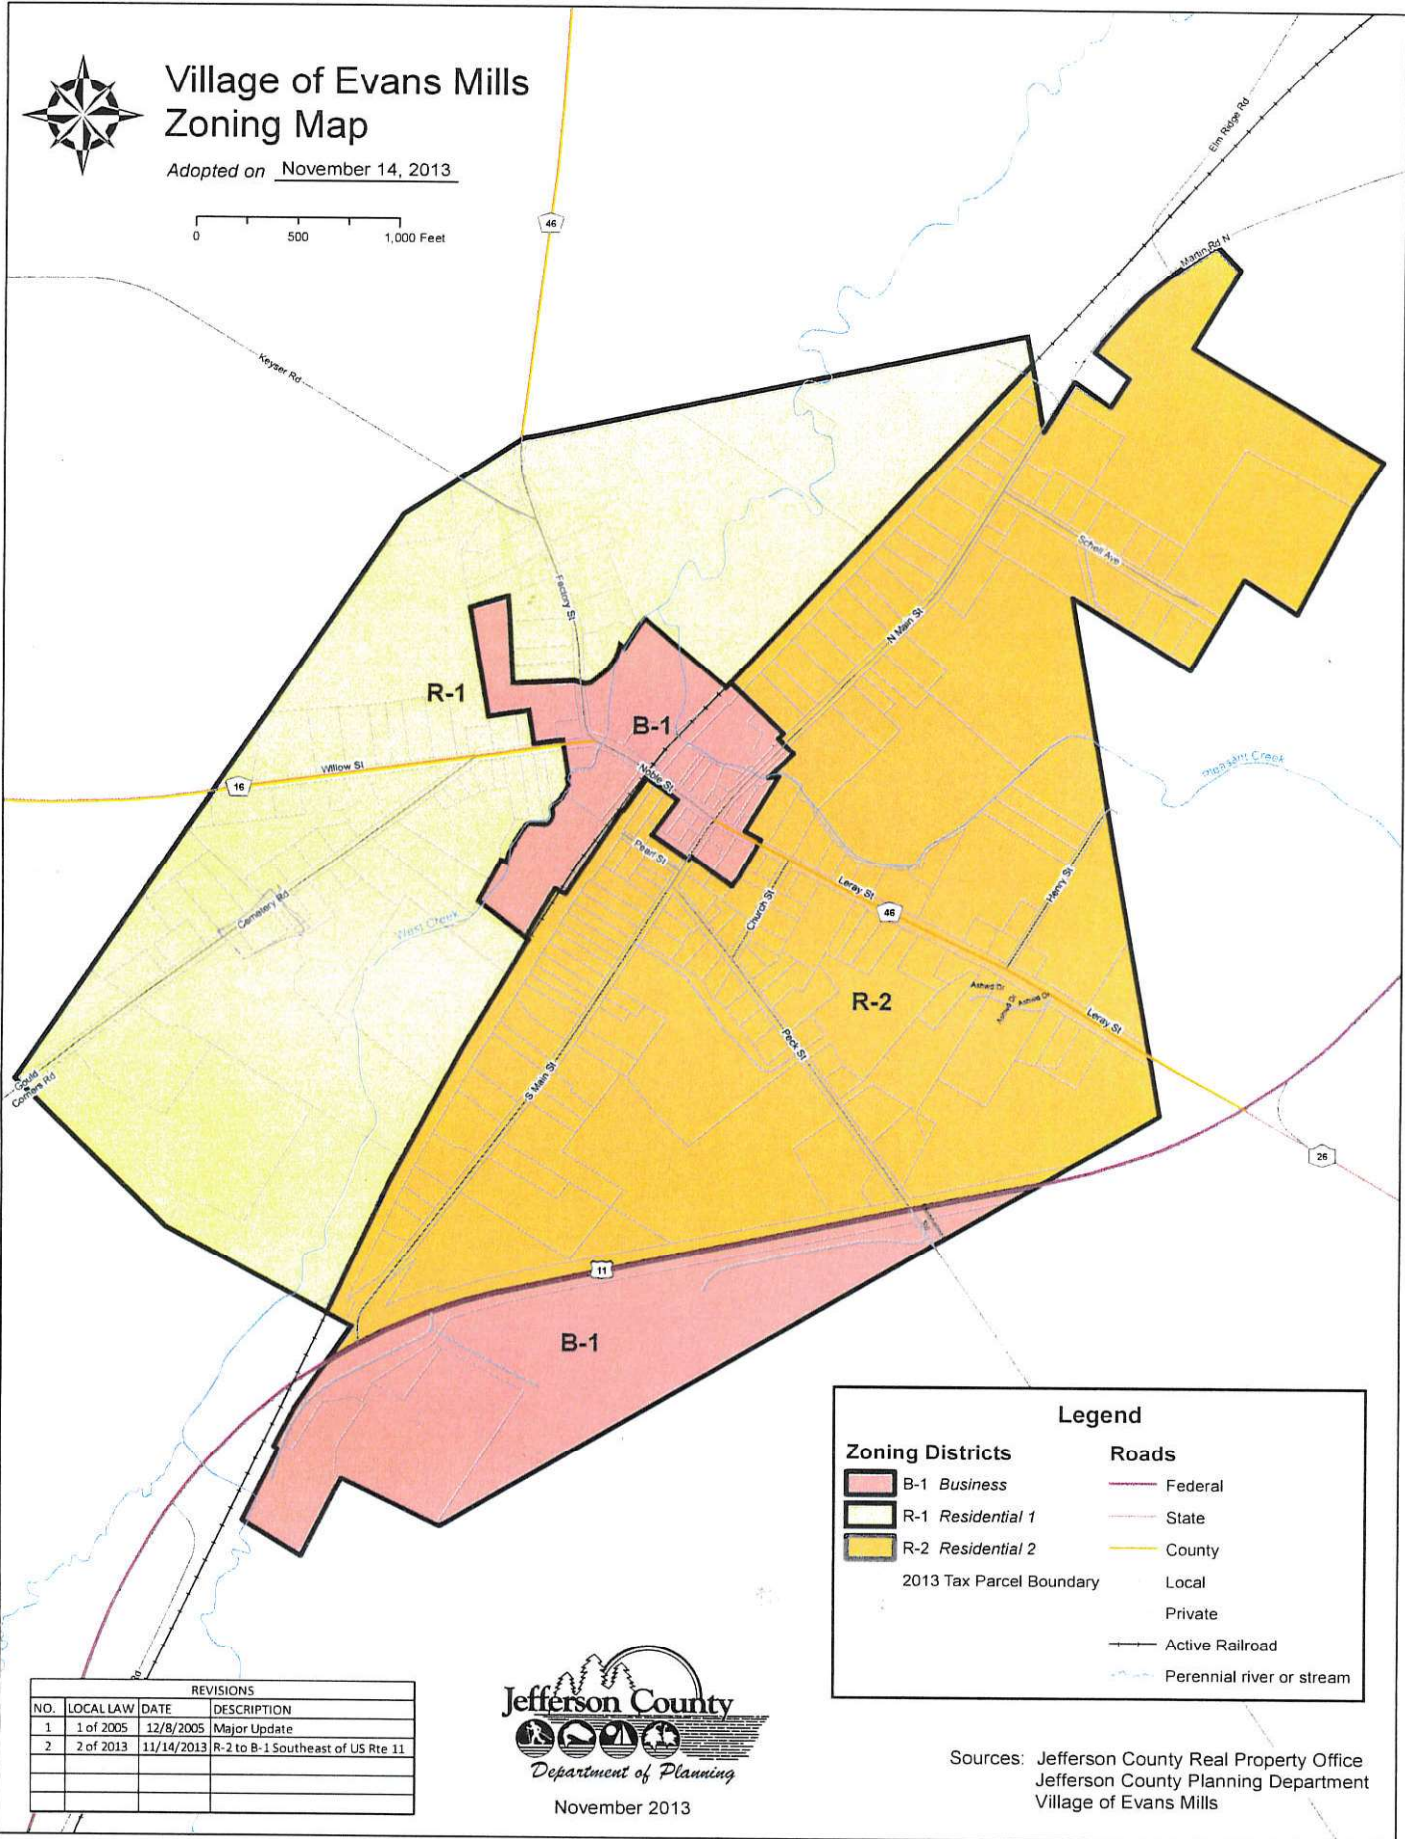 Village of Evans Mills
Zoning Map
Adopted on November 14, 2013
0 500 1,000 Feet
46
Elm Ridge Rd
Martin Rd N
Keyser Rd
Schell Ave
Factory St
N Main St
R-1
B-1
Willow St
16
Noble St
Pleasant Creek
Pearl St
Leray St
Henry St
46
Church St
Cemetery Rd
West Creek
R-2
Ashwd Dr
Ashwd Dr
Ashwd Dr
Leray St
Peck St
S Main St
Gould
Corners Rd
26
11
B-1
Rd
Legend
Zoning Districts
B-1 Business
R-1 Residential 1
R-2 Residential 2
2013 Tax Parcel Boundary
Roads
Federal
State
County
Local
Private
Active Railroad
Perennial river or stream
REVISIONS
NO. LOCAL LAW DATE DESCRIPTION
1 1 of 2005 12/8/2005 Major Update
2 2 of 2013 11/14/2013 R-2 to B-1 Southeast of US Rte 11
Jefferson County
Department of Planning
November 2013
Sources: Jefferson County Real Property Office
Jefferson County Planning Department
Village of Evans Mills